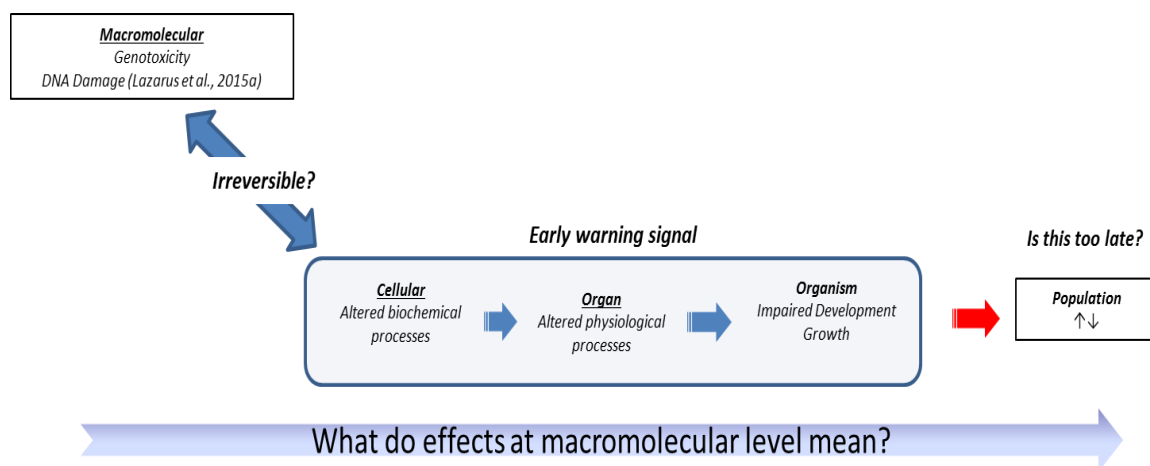 Macromolecular
Genotoxicity
DNA Damage (Lazarus et al., 2015a)
Irreversible?
Early warning signal
Is this too late?
Cellular
Altered biochemical
processes
Organ
Altered physiological
processes
Organism
Impaired Development
Growth
Population
↑↓
What do effects at macromolecular level mean?